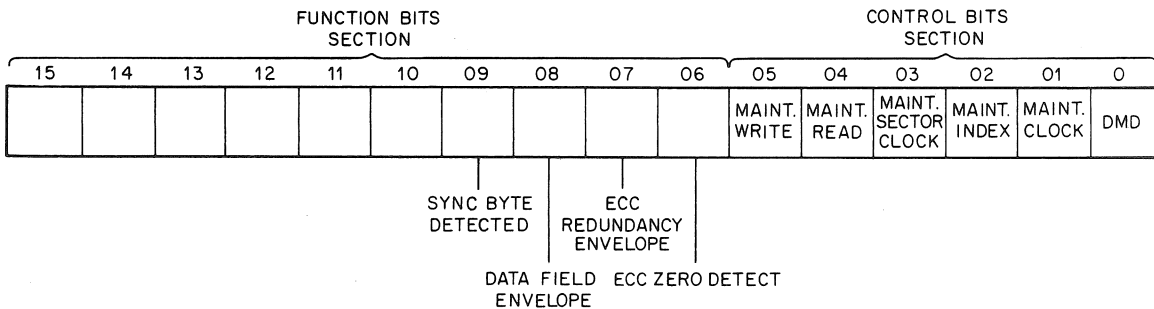 FUNCTION BITS
SECTION
CONTROL BITS
SECTION
15 14 13 12 11 10 09 08 07 06 05 04 03 02 01 0
MAINT.
WRITE
MAINT.
READ
MAINT.
SECTOR
CLOCK
MAINT.
INDEX
MAINT.
CLOCK
DMD
SYNC BYTE
DETECTED
ECC
REDUNDANCY
ENVELOPE
DATA FIELD
ENVELOPE
ECC ZERO DETECT